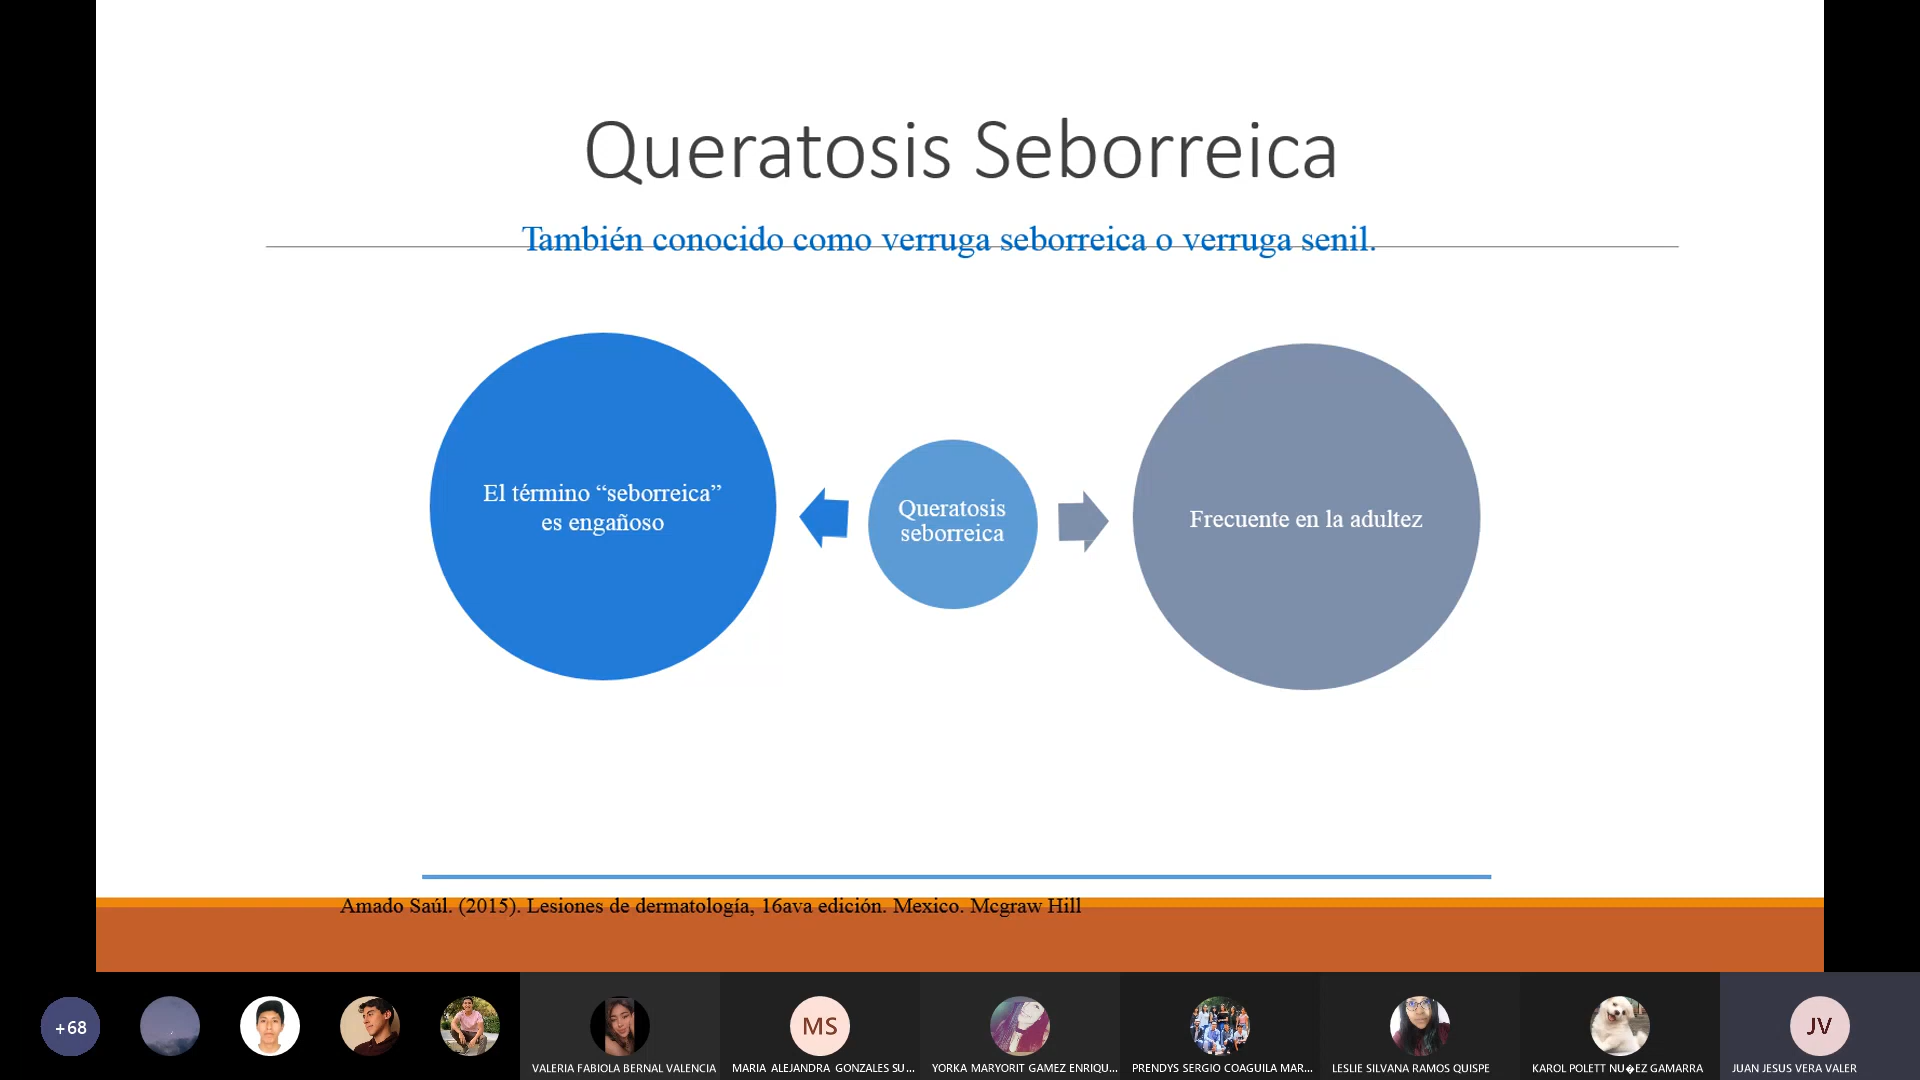 Queratosis Seborreica
También conocido como verruga seborreica o verruga senil.
El término “seborreica”
es engañoso
Queratosis
seborreica
Frecuente en la adultez
Amado Saúl. (2015). Lesiones de dermatología, 16ava edición. Mexico. Mcgraw Hill
+68
MS
JV
VALERIA FABIOLA BERNAL VALENCIA
MARIA ALEJANDRA GONZALES SU...
YORKA MARYORIT GAMEZ ENRIQU...
PRENDYS SERGIO COAGUILA MAR...
LESLIE SILVANA RAMOS QUISPE
KAROL POLETT NU�EZ GAMARRA
JUAN JESUS VERA VALER